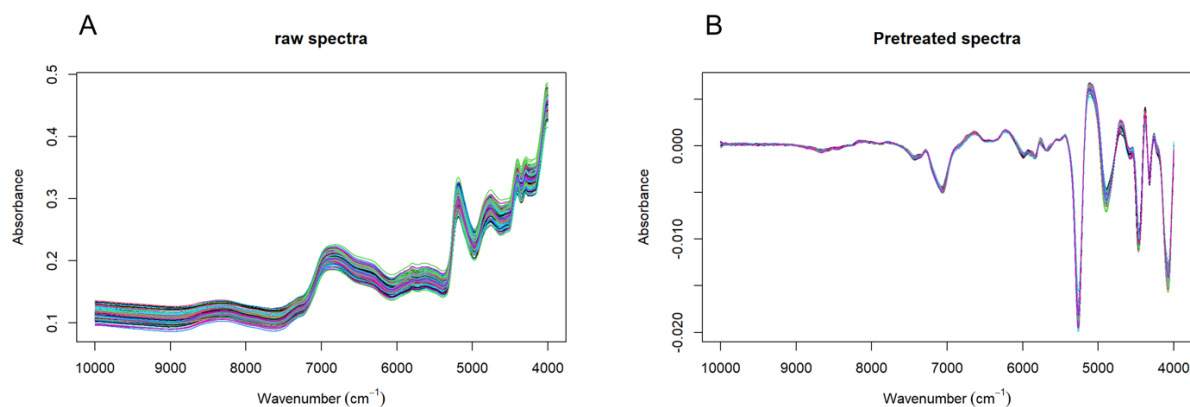 A
raw spectra
Absorbance
0.5
0.4
0.3
0.2
0.1
10000 9000 8000 7000 6000 5000 4000
Wavenumber (cm⁻¹)
B
Pretreated spectra
Absorbance
0.000
-0.010
-0.020
10000 9000 8000 7000 6000 5000 4000
Wavenumber (cm⁻¹)